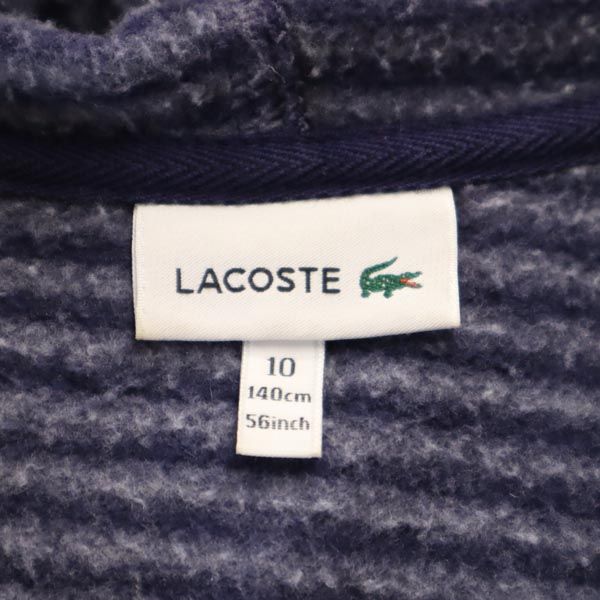 LACOSTE
10
140cm
56inch